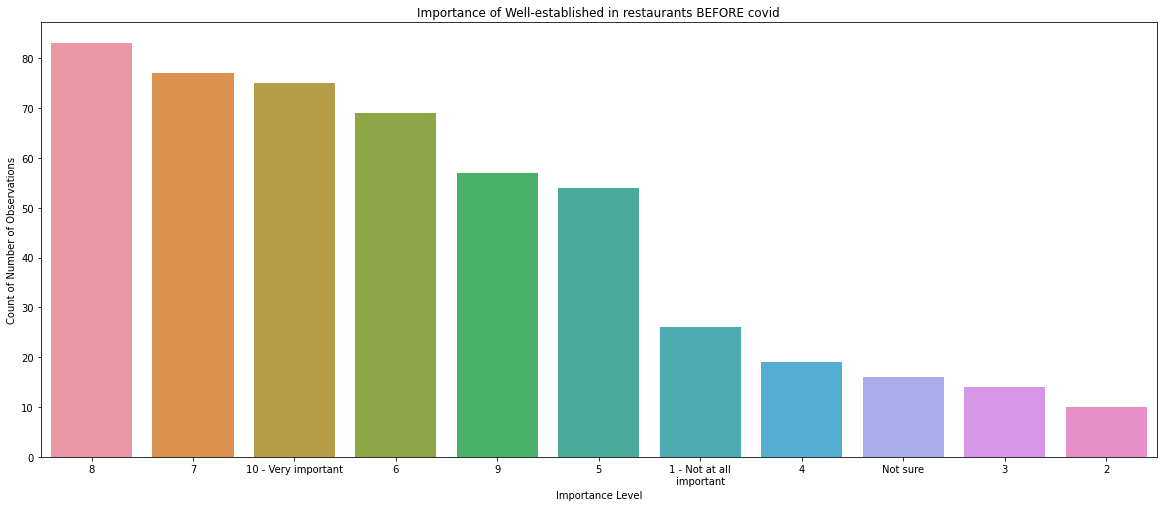 Importance of Well-established in restaurants BEFORE covid
Count of Number of Observations
80
70
60
50
40
30
20
10
0
8
7
10 - Very important
6
9
5
1 - Not at all
important
4
Not sure
3
2
Importance Level